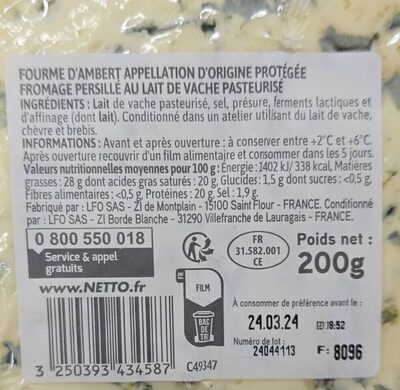 FOURME D'AMBERT APPELLATION D'ORIGINE PROTÉGÉE
FROMAGE PERSILLÉ AU LAIT DE VACHE PASTEURISÉ
INGRÉDIENTS : Lait de vache pasteurisé, sel, présure, ferments lactiques et
d'affinage (dont lait). Conditionné dans un atelier utilisant du lait de vache,
chèvre et brebis.
INFORMATIONS : Avant et après ouverture : à conserver entre +2°C et +6°C.
Après ouverture recouvrir d'un film alimentaire et consommer dans les 5 jours.
Valeurs nutritionnelles moyennes pour 100 g : Energie : 1402 kJ/ 338 kcal, Matières
grasses : 28 g dont acides gras saturés : 20 g, Glucides : 1,5 g dont sucres : <0,5 g,
Fibres alimentaires : <0,5 g, Protéines : 20 g, Sel : 1,9 g.
Fabriqué par : LFO SAS - ZI de Montplain - 15100 Saint Flour - FRANCE. Conditionné
par : LFO SAS - ZI Borde Blanche - 31290 Villefranche de Lauragais - FRANCE.
0 800 550 018
Service & appel
gratuits
www.NETTO.fr
3 250393 434587
C49347
FR
FILM
BAC
DE
TRI
FR
31.582.001
CE
Poids net :
200g
À consommer de préférence avant le :
24.03.24
18:52
Numéro de lot :
24044113
F: 8096